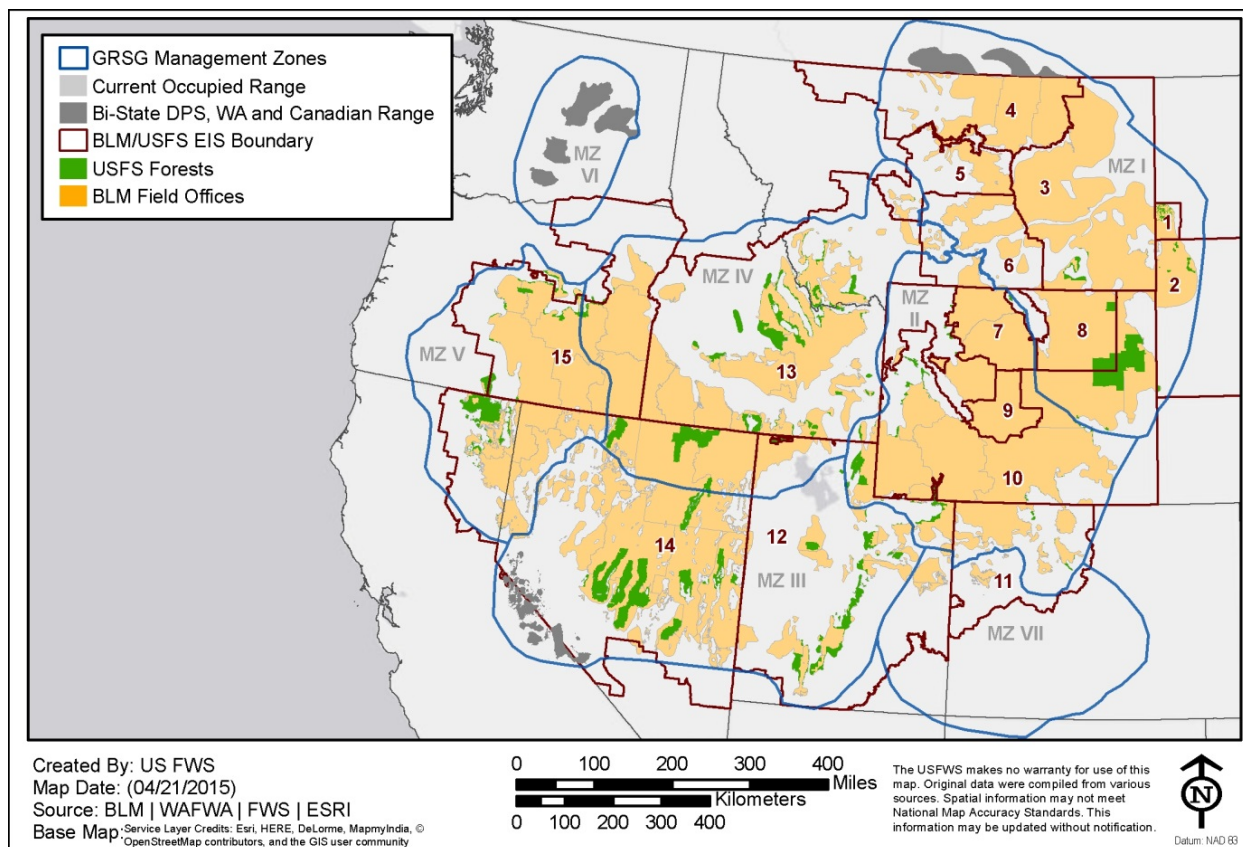 GRSG Management Zones
Current Occupied Range
Bi-State DPS, WA and Canadian Range
BLM/USFS EIS Boundary
USFS Forests
BLM Field Offices
MZ
VI
4
5
3
MZ I
1
2
6
MZ IV
MZ
II
7
8
MZ V
15
13
9
10
14
12
MZ III
11
MZ VII
Created By: US FWS
Map Date: (04/21/2015)
Source: BLM | WAFWA | FWS | ESRI
Base Map: Service Layer Credits: Esri, HERE, DeLorme, MapmyIndia, ©
OpenStreetMap contributors, and the GIS user community
0 100 200 300 400
Miles
Kilometers
0 100 200 300 400
The USFWS makes no warranty for use of this
map. Original data were compiled from various
sources. Spatial information may not meet
National Map Accuracy Standards. This
information may be updated without notification.
N
Datum: NAD 83